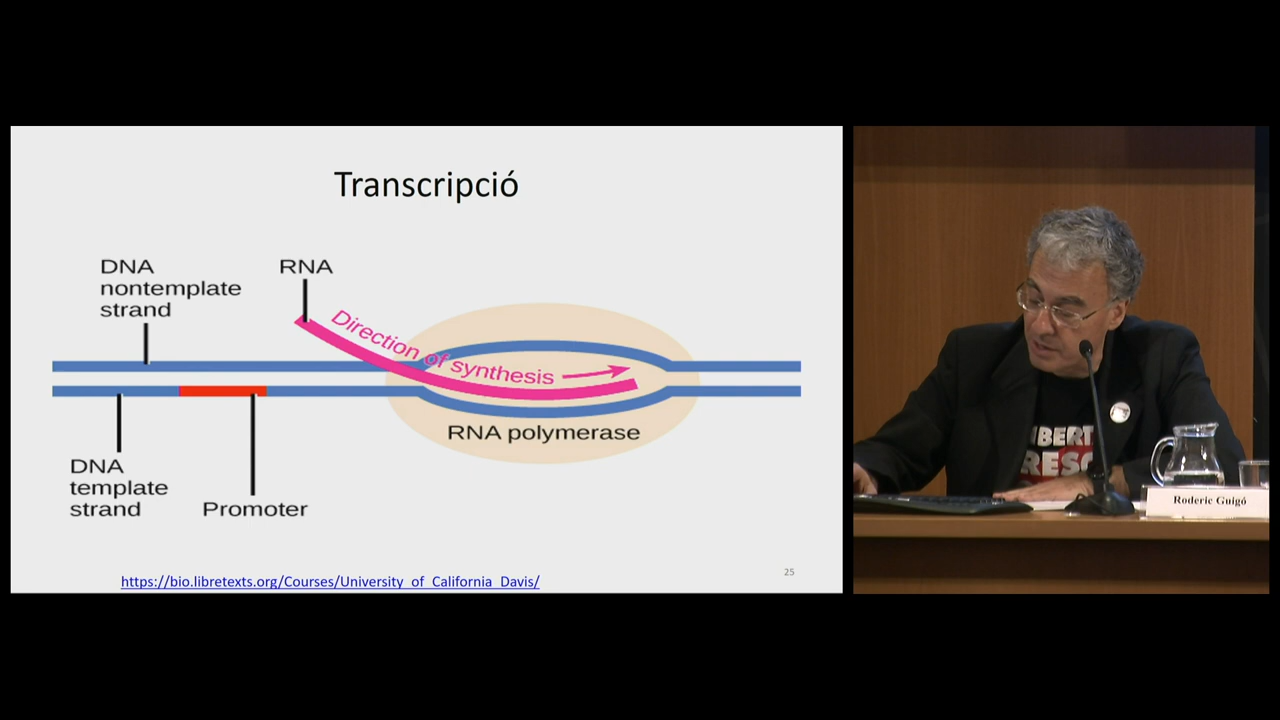 Transcripció
DNA
nontemplate
strand
RNA
Direction of synthesis
RNA polymerase
DNA
template
strand
Promoter
https://bio.libretexts.org/Courses/University_of_California_Davis/
25
Roderic Guigó